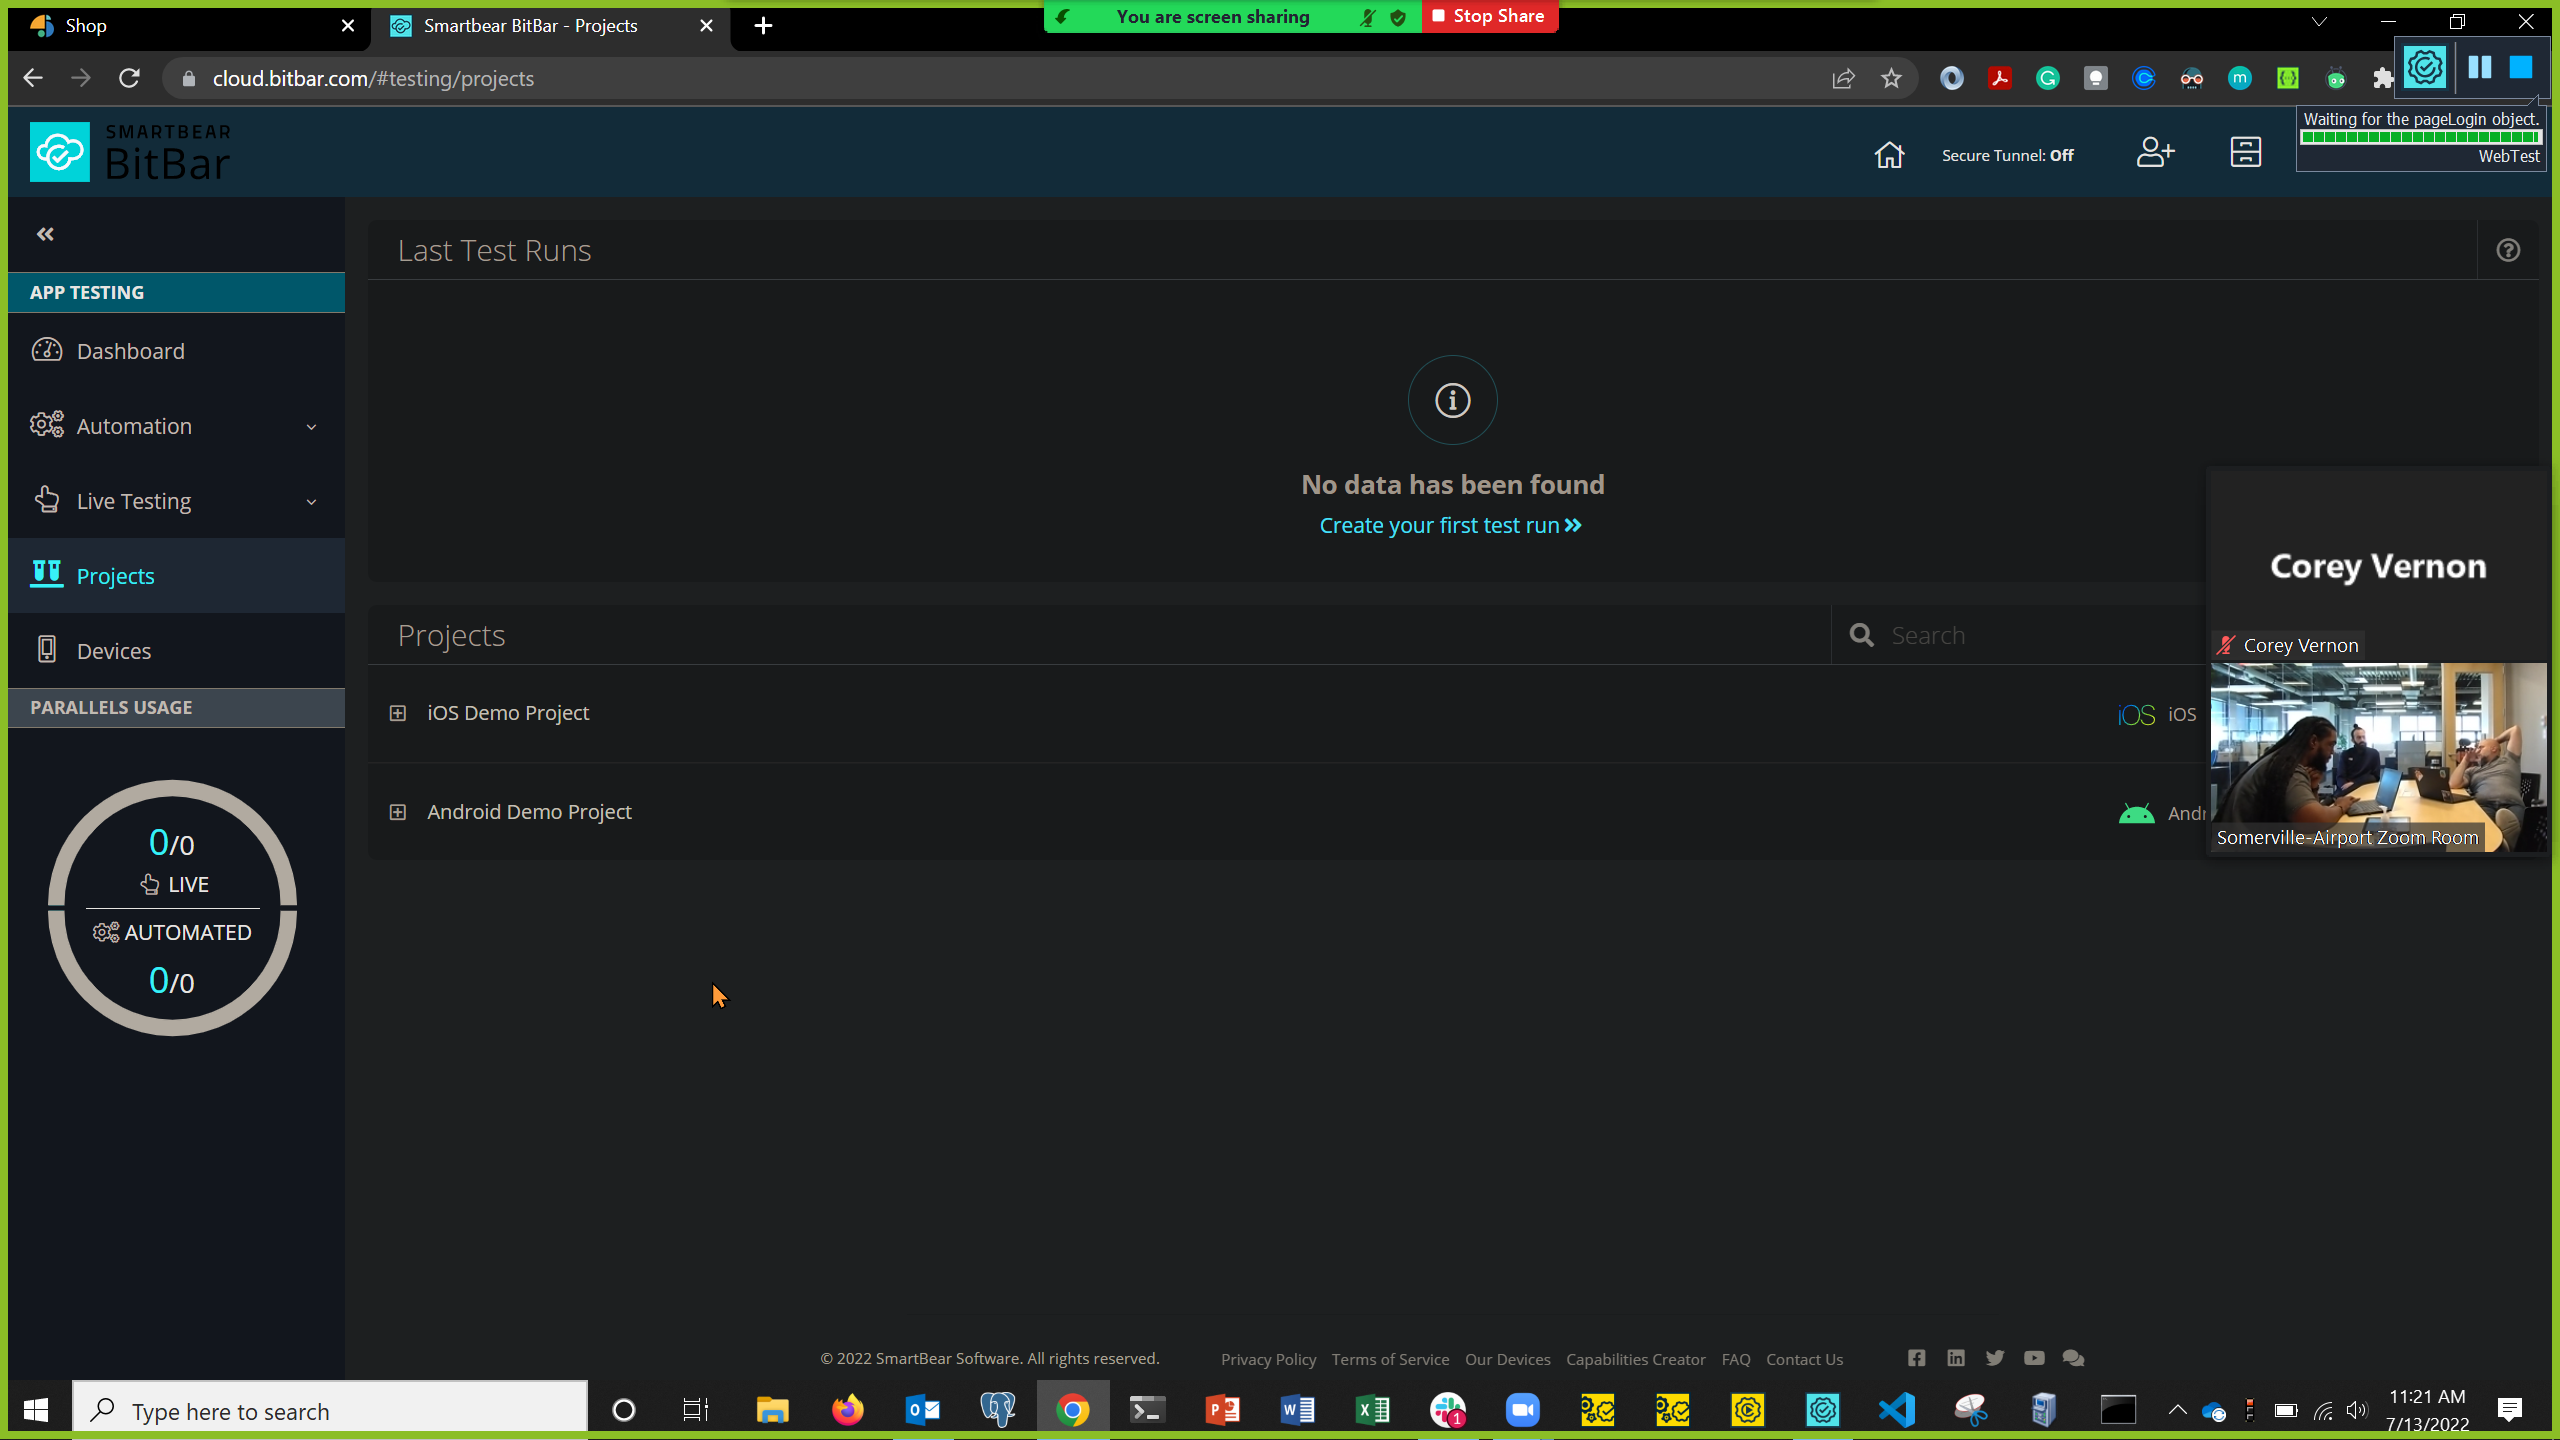 Shop
Smartbear BitBar - Projects
You are screen sharing
Stop Share
cloud.bitbar.com/#testing/projects
Waiting for the pageLogin object.
WebTest
SMARTBEAR
BitBar
Secure Tunnel: Off
Last Test Runs
APP TESTING
Dashboard
Automation
Live Testing
Projects
Devices
PARALLELS USAGE
0/0
LIVE
AUTOMATED
0/0
No data has been found
Create your first test run
Projects
Search
iOS Demo Project
iOS iOS
Android Demo Project
Andr
Corey Vernon
Corey Vernon
Somerville-Airport Zoom Room
© 2022 SmartBear Software. All rights reserved.
Privacy Policy Terms of Service Our Devices Capabilities Creator FAQ Contact Us
Type here to search
1
11:21 AM
7/13/2022